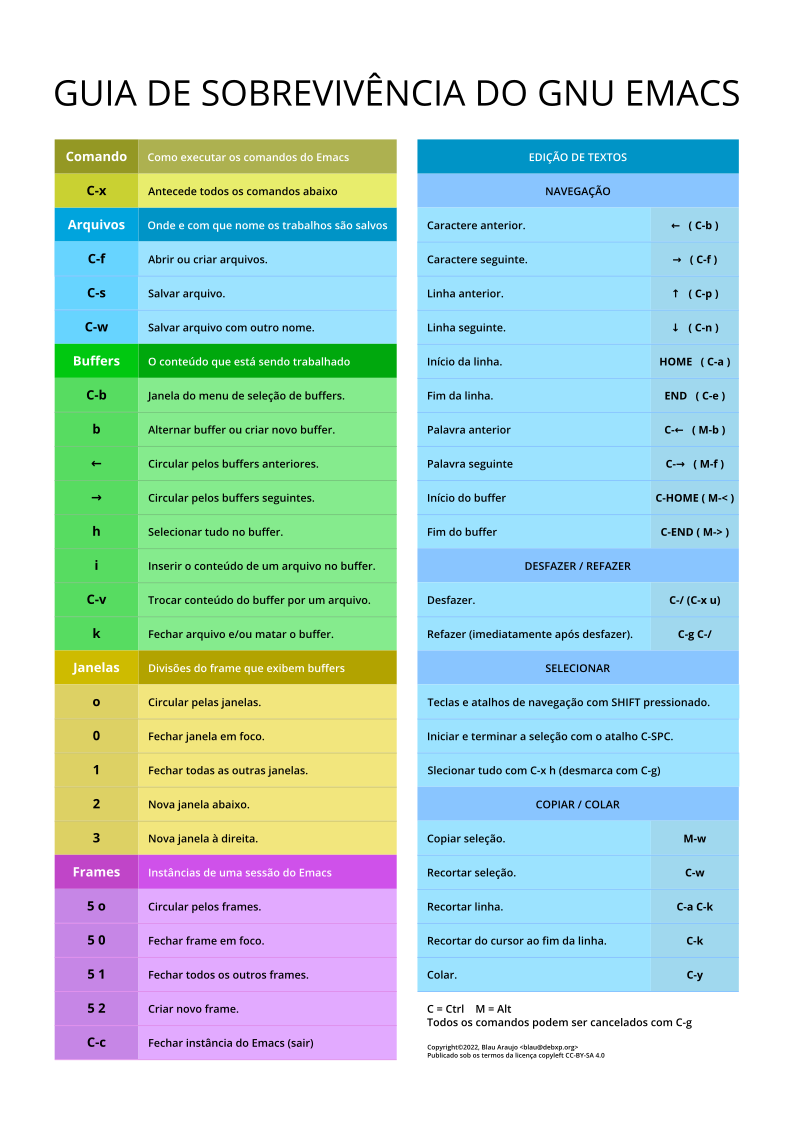 GUIA DE SOBREVIVÊNCIA DO GNU EMACS
Comando Como executar os comandos do Emacs
C-x Antecede todos os comandos abaixo
Arquivos Onde e com que nome os trabalhos são salvos
C-f Abrir ou criar arquivos.
C-s Salvar arquivo.
C-w Salvar arquivo com outro nome.
Buffers O conteúdo que está sendo trabalhado
C-b Janela do menu de seleção de buffers.
b Alternar buffer ou criar novo buffer.
← Circular pelos buffers anteriores.
→ Circular pelos buffers seguintes.
h Selecionar tudo no buffer.
i Inserir o conteúdo de um arquivo no buffer.
C-v Trocar conteúdo do buffer por um arquivo.
k Fechar arquivo e/ou matar o buffer.
Janelas Divisões do frame que exibem buffers
o Circular pelas janelas.
0 Fechar janela em foco.
1 Fechar todas as outras janelas.
2 Nova janela abaixo.
3 Nova janela à direita.
Frames Instâncias de uma sessão do Emacs
5 o Circular pelos frames.
5 0 Fechar frame em foco.
5 1 Fechar todos os outros frames.
5 2 Criar novo frame.
C-c Fechar instância do Emacs (sair)
EDIÇÃO DE TEXTOS
NAVEGAÇÃO
Caractere anterior. ← ( C-b )
Caractere seguinte. → ( C-f )
Linha anterior. ↑ ( C-p )
Linha seguinte. ↓ ( C-n )
Início da linha. HOME ( C-a )
Fim da linha. END ( C-e )
Palavra anterior C-← ( M-b )
Palavra seguinte C-→ ( M-f )
Início do buffer C-HOME ( M-< )
Fim do buffer C-END ( M-> )
DESFAZER / REFAZER
Desfazer. C-/ (C-x u)
Refazer (imediatamente após desfazer). C-g C-/
SELECIONAR
Teclas e atalhos de navegação com SHIFT pressionado.
Iniciar e terminar a seleção com o atalho C-SPC.
Slecionar tudo com C-x h (desmarca com C-g)
COPIAR / COLAR
Copiar seleção. M-w
Recortar seleção. C-w
Recortar linha. C-a C-k
Recortar do cursor ao fim da linha. C-k
Colar. C-y
C = Ctrl M = Alt
Todos os comandos podem ser cancelados com C-g
Copyright©2022, Blau Araujo <blau@debxp.org>
Publicado sob os termos da licença copyleft CC-BY-SA 4.0